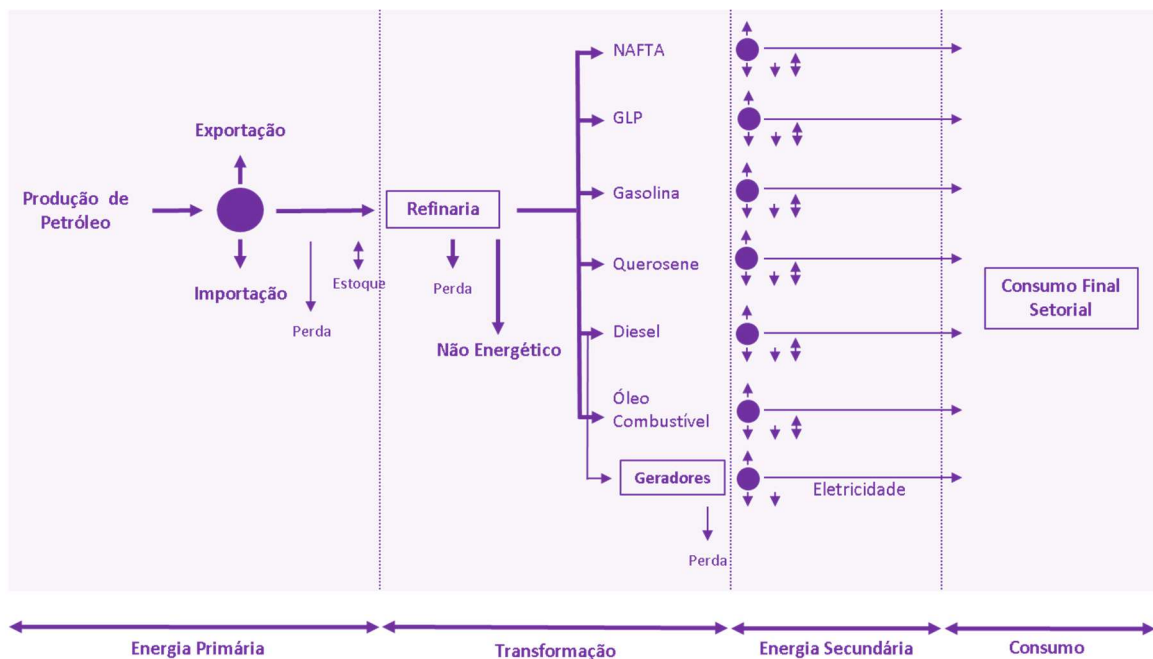 NAFTA
GLP
Exportação
Produção de
Petróleo
Refinaria
Gasolina
Estoque
Perda
Importação
Perda
Não Energético
Querosene
Diesel
Consumo Final
Setorial
Óleo
Combustível
Geradores
Eletricidade
Perda
Energia Primária
Transformação
Energia Secundária
Consumo